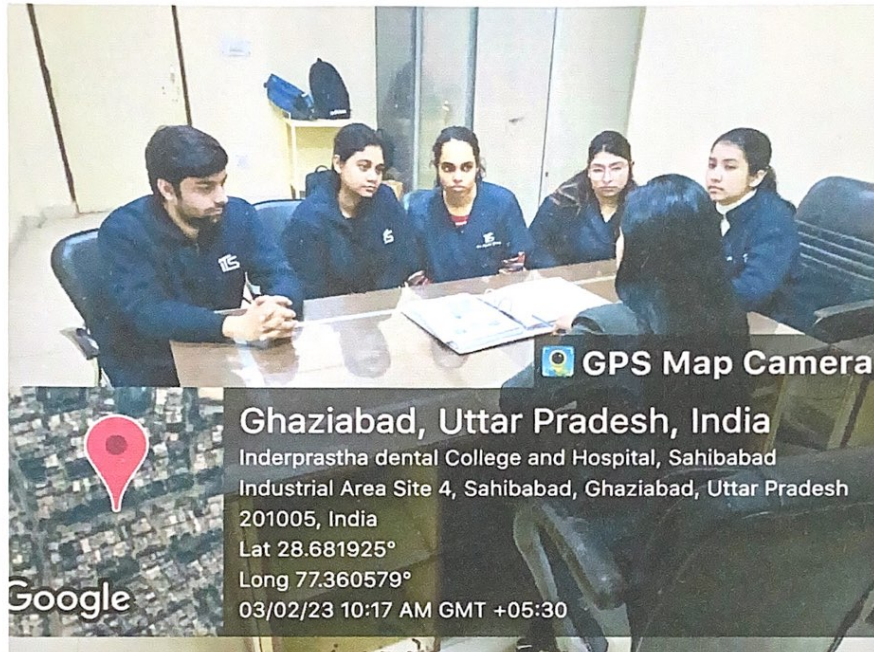 ITS
ITS
GPS Map Camera
Ghaziabad, Uttar Pradesh, India
Inderprastha dental College and Hospital, Sahibabad
Industrial Area Site 4, Sahibabad, Ghaziabad, Uttar Pradesh
201005, India
Lat 28.681925°
Long 77.360579°
03/02/23 10:17 AM GMT +05:30
Google